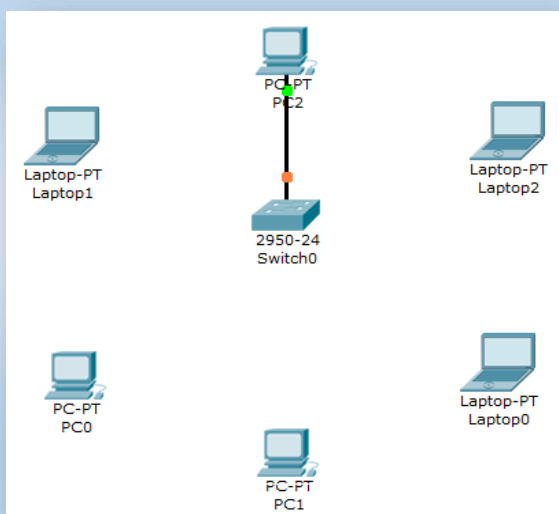 PC-PT
PC2
Laptop-PT
Laptop1
Laptop-PT
Laptop2
2950-24
Switch0
PC-PT
PC0
Laptop-PT
Laptop0
PC-PT
PC1